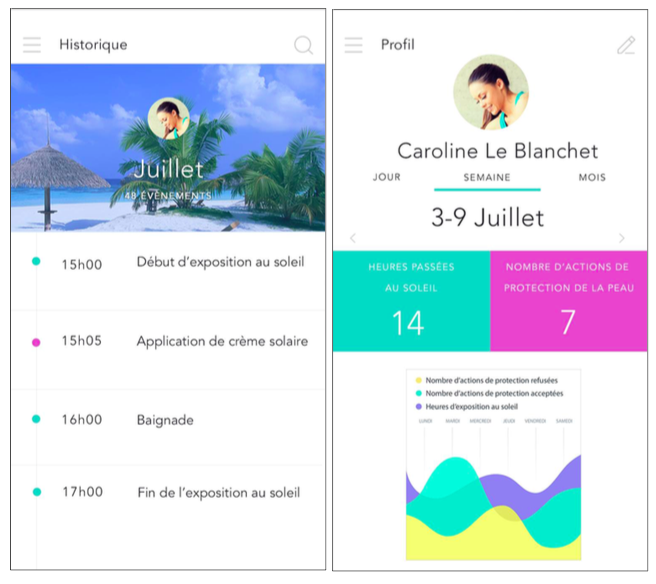 Historique
Juillet
48 ÉVÉNEMENTS
15h00 Début d'exposition au soleil
15h05 Application de crème solaire
16h00 Baignade
17h00 Fin de l'exposition au soleil
Profil
Caroline Le Blanchet
JOUR SEMAINE MOIS
3-9 Juillet
HEURES PASSÉES
AU SOLEIL
14
NOMBRE D'ACTIONS DE
PROTECTION DE LA PEAU
7
Nombre d'actions de protection refusées
Nombre d'actions de protection acceptées
Heures d'exposition au soleil
LUNDI MARDI MERCREDI JEUDI VENDREDI SAMEDI